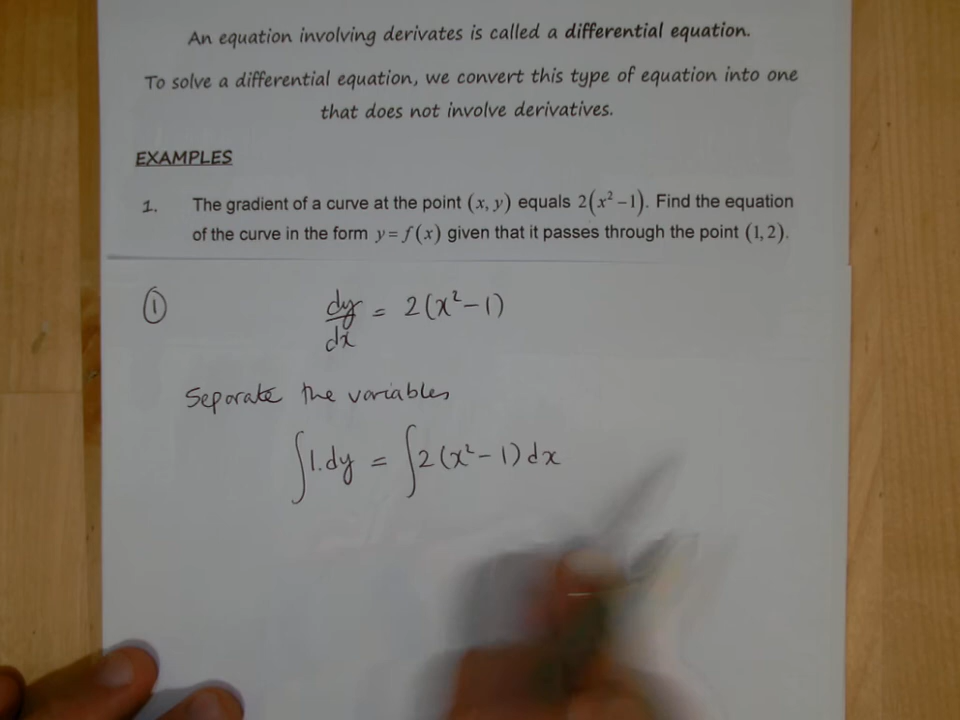 An equation involving derivates is called a differential equation.
To solve a differential equation, we convert this type of equation into one
that does not involve derivatives.
EXAMPLES
1. The gradient of a curve at the point (x, y) equals 2(x²−1). Find the equation
of the curve in the form y = f(x) given that it passes through the point (1, 2).
① dy/dx = 2(x²−1)
Separate the variables
∫1.dy = ∫2(x²−1)dx